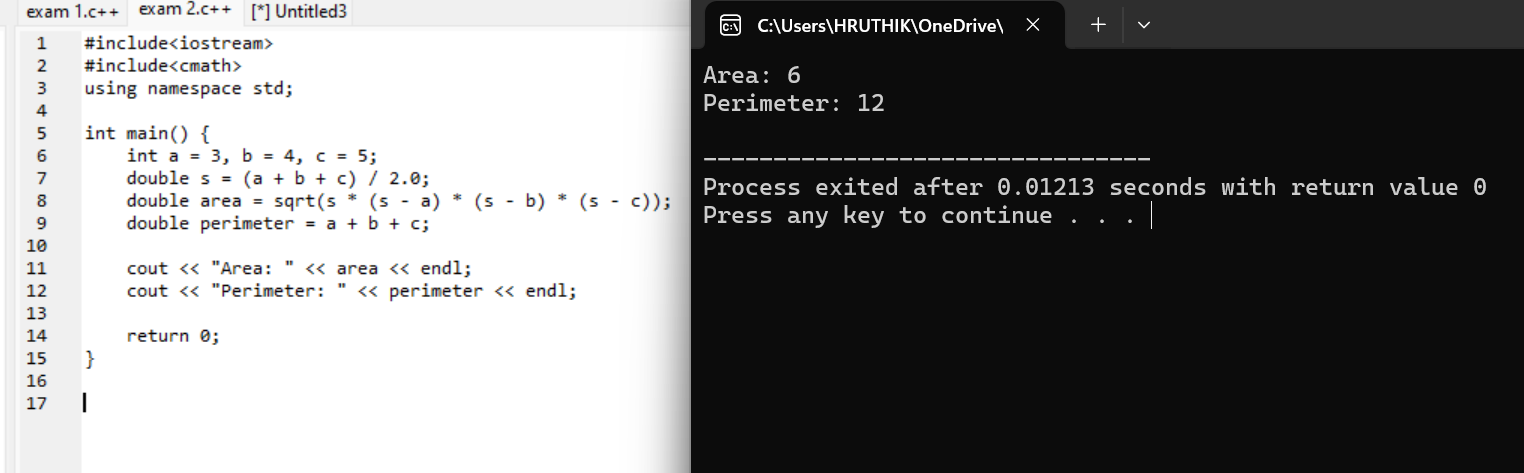 exam 1.c++ exam 2.c++ [*] Untitled3
1 #include<iostream>
2 #include<cmath>
3 using namespace std;
4
5 int main() {
6 int a = 3, b = 4, c = 5;
7 double s = (a + b + c) / 2.0;
8 double area = sqrt(s * (s - a) * (s - b) * (s - c));
9 double perimeter = a + b + c;
10
11 cout << "Area: " << area << endl;
12 cout << "Perimeter: " << perimeter << endl;
13
14 return 0;
15 }
16
17
C:\Users\HRUTHIK\OneDrive\
Area: 6
Perimeter: 12
--------------------------------
Process exited after 0.01213 seconds with return value 0
Press any key to continue . . .